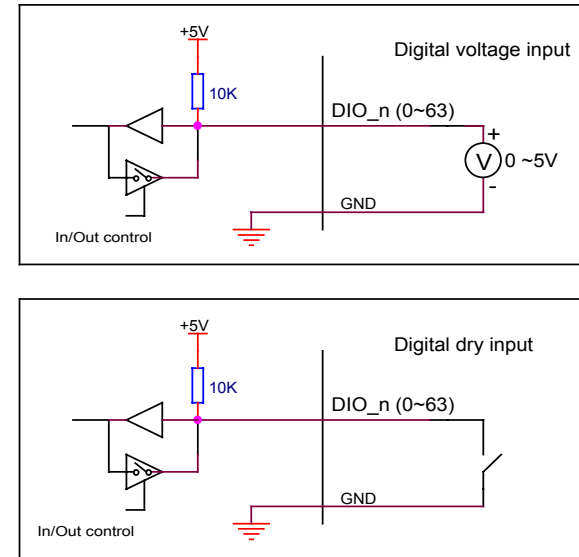 +5V
Digital voltage input
10K
DIO_n (0~63)
+
V 0 ~5V
-
GND
In/Out control
+5V
Digital dry input
10K
DIO_n (0~63)
GND
In/Out control